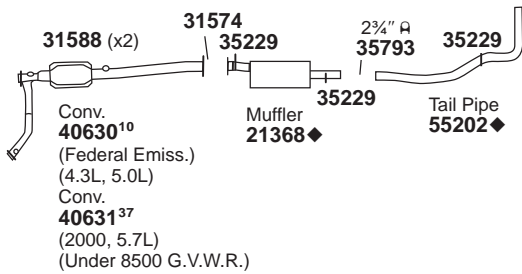 31588 (x2)
31574
35229
2¾″
35793
35229
35229
Conv.
40630¹⁰
(Federal Emiss.)
(4.3L, 5.0L)
Conv.
40631³⁷
(2000, 5.7L)
(Under 8500 G.V.W.R.)
Muffler
21368◆
Tail Pipe
55202◆